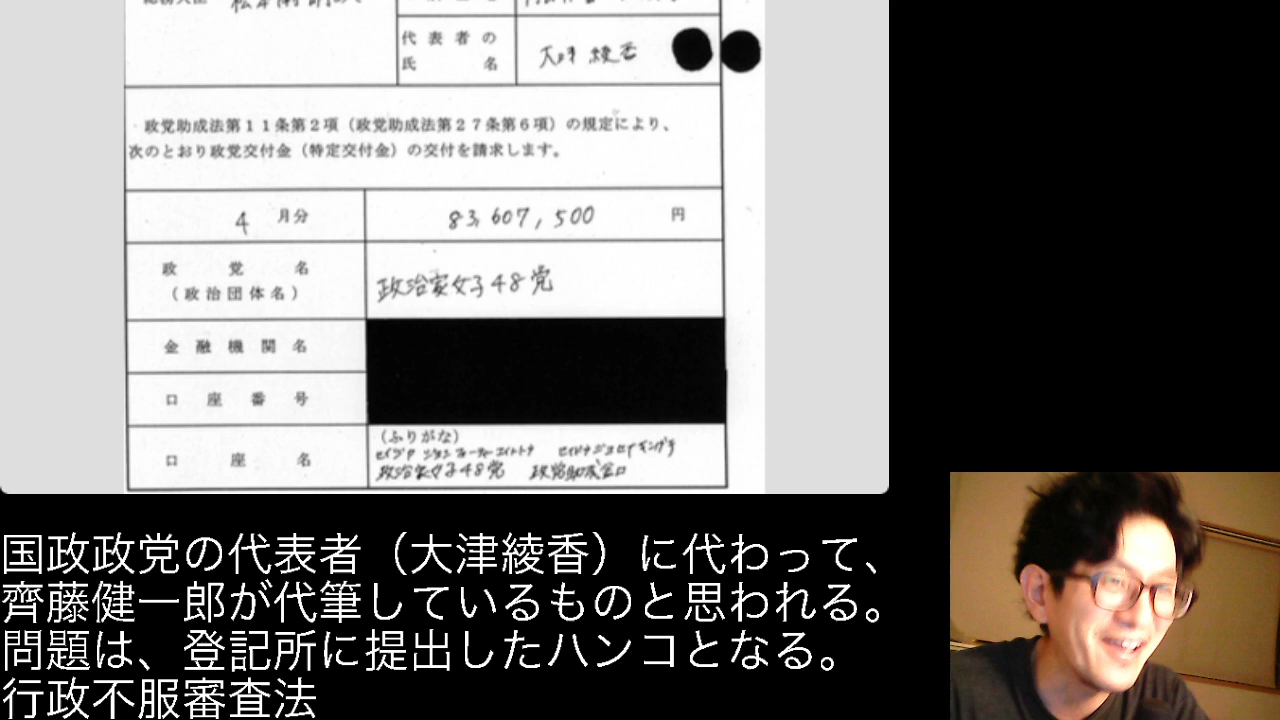 代表者の
氏名
大津 綾香
政党助成法第11条第2項（政党助成法第27条第6項）の規定により、
次のとおり政党交付金（特定交付金）の交付を請求します。
4 月分
83,607,500 円
政党名
（政治団体名）
政治家女子48党
金融機関名
口座番号
口座名
（ふりがな）
政治家女子48党 政党助成金口
国政政党の代表者（大津綾香）に代わって、
齊藤健一郎が代筆しているものと思われる。
問題は、登記所に提出したハンコとなる。
行政不服審査法